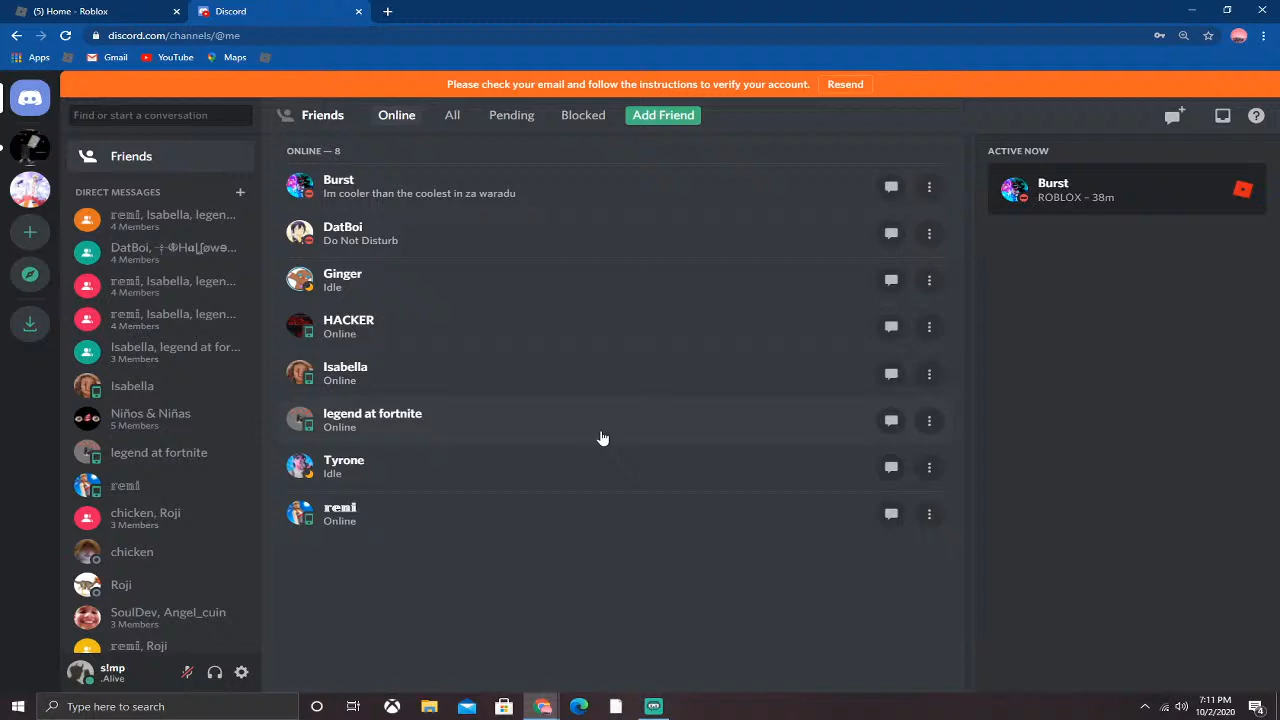 (5) Home - Roblox
Discord
discord.com/channels/@me
Apps
Gmail
YouTube
Maps
Please check your email and follow the instructions to verify your account.
Resend
Find or start a conversation
Friends
Online
All
Pending
Blocked
Add Friend
Friends
DIRECT MESSAGES
𝕣𝕖𝕞𝕚, Isabella, legen...
4 Members
4 Members
𝕣𝕖𝕞𝕚, Isabella, legen...
4 Members
𝕣𝕖𝕞𝕚, Isabella, legen...
4 Members
Isabella, legend at for...
3 Members
Isabella
Niños & Niñas
5 Members
legend at fortnite
𝕣𝕖𝕞𝕚
chicken, Roji
3 Members
chicken
Roji
SoulDev, Angel_cuin
3 Members
𝕣𝕖𝕞𝕚, Roji
s!mp
.Alive
ONLINE — 8
Burst
Im cooler than the coolest in za waradu
DatBoi
Do Not Disturb
Ginger
Idle
HACKER
Online
Isabella
Online
legend at fortnite
Online
Tyrone
Idle
𝕣𝕖𝕞𝕚
Online
ACTIVE NOW
Burst
ROBLOX – 38m
Type here to search
7:11 PM
10/2/2020
4